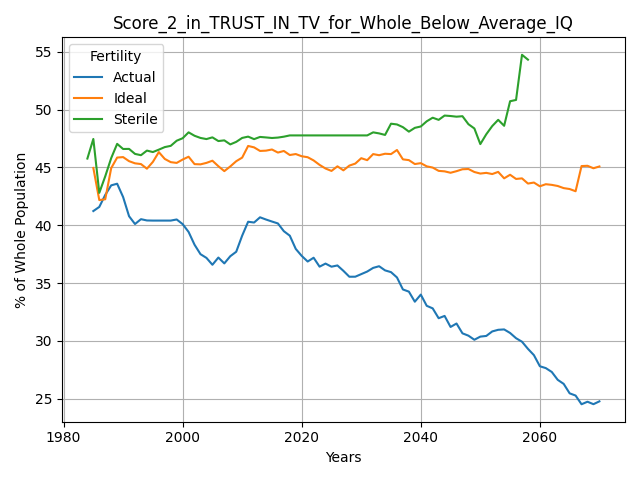 Score_2_in_TRUST_IN_TV_for_Whole_Below_Average_IQ
Fertility
Actual
Ideal
Sterile
% of Whole Population
55
50
45
40
35
30
25
1980 2000 2020 2040 2060
Years